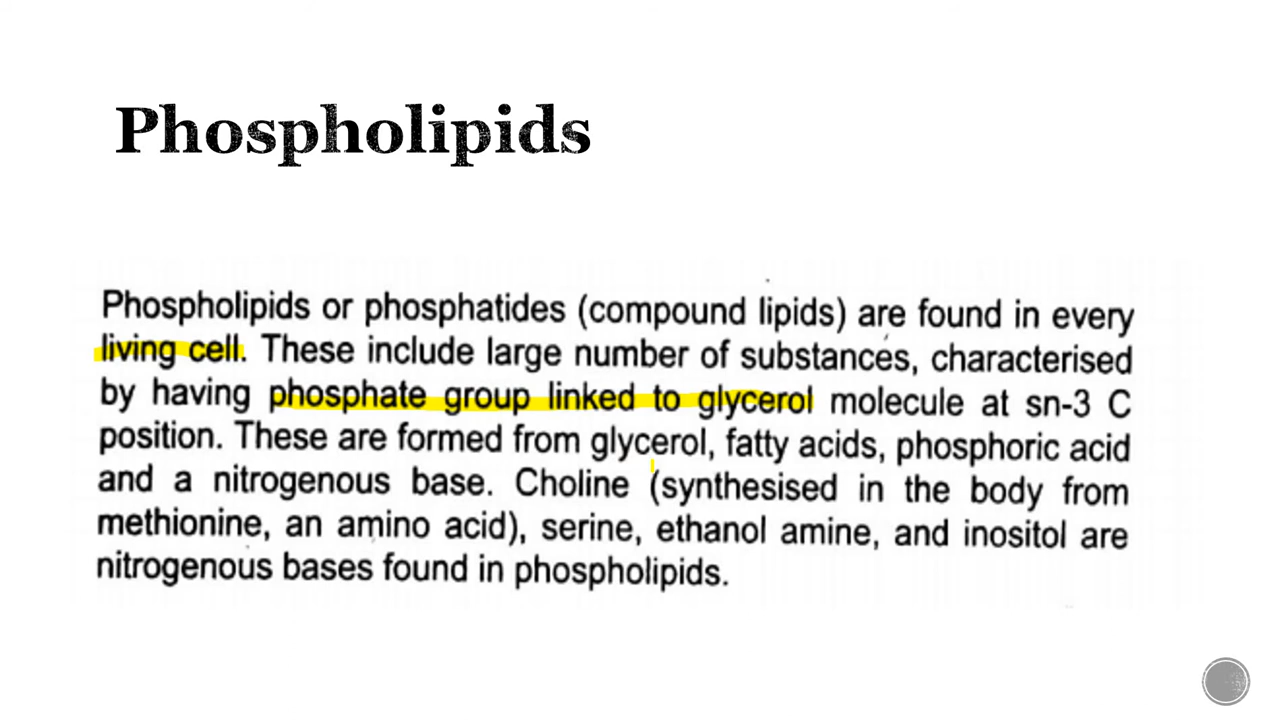 Phospholipids
Phospholipids or phosphatides (compound lipids) are found in every
living cell. These include large number of substances, characterised
by having phosphate group linked to glycerol molecule at sn-3 C
position. These are formed from glycerol, fatty acids, phosphoric acid
and a nitrogenous base. Choline (synthesised in the body from
methionine, an amino acid), serine, ethanol amine, and inositol are
nitrogenous bases found in phospholipids.